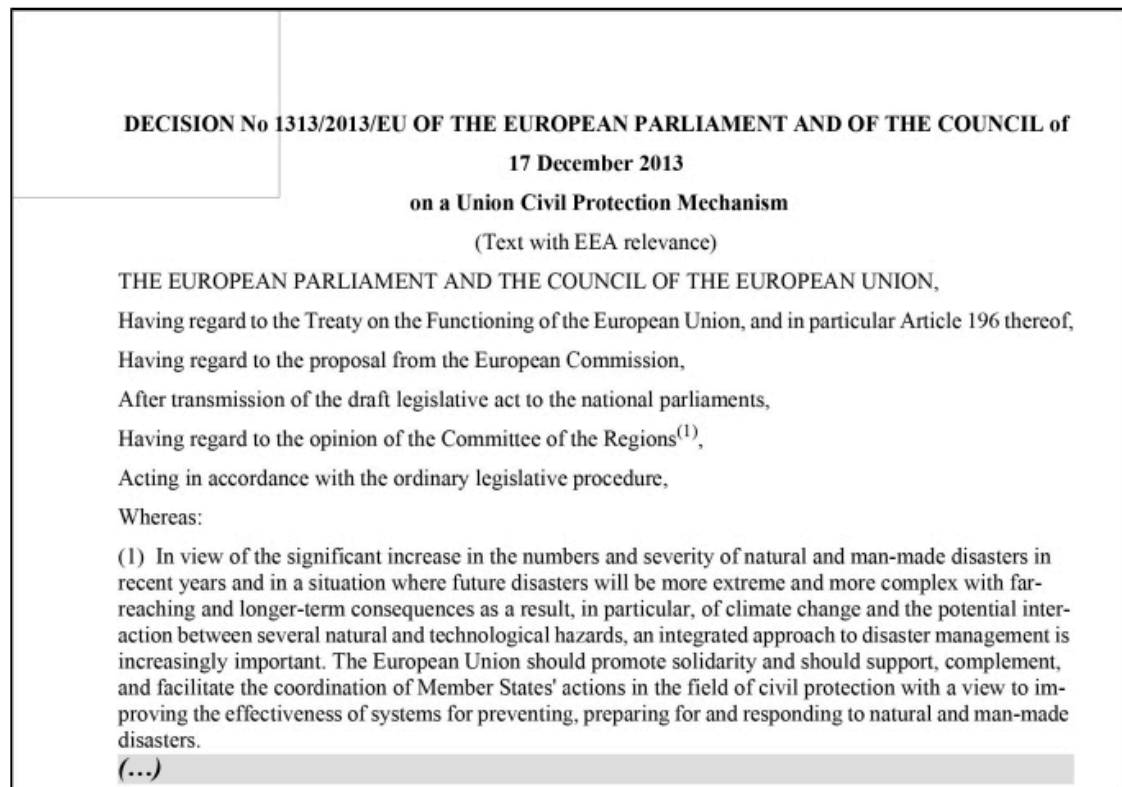 DECISION No 1313/2013/EU OF THE EUROPEAN PARLIAMENT AND OF THE COUNCIL of
17 December 2013
on a Union Civil Protection Mechanism
(Text with EEA relevance)
THE EUROPEAN PARLIAMENT AND THE COUNCIL OF THE EUROPEAN UNION,
Having regard to the Treaty on the Functioning of the European Union, and in particular Article 196 thereof,
Having regard to the proposal from the European Commission,
After transmission of the draft legislative act to the national parliaments,
Having regard to the opinion of the Committee of the Regions(1),
Acting in accordance with the ordinary legislative procedure,
Whereas:
(1) In view of the significant increase in the numbers and severity of natural and man-made disasters in
recent years and in a situation where future disasters will be more extreme and more complex with far-
reaching and longer-term consequences as a result, in particular, of climate change and the potential inter-
action between several natural and technological hazards, an integrated approach to disaster management is
increasingly important. The European Union should promote solidarity and should support, complement,
and facilitate the coordination of Member States' actions in the field of civil protection with a view to im-
proving the effectiveness of systems for preventing, preparing for and responding to natural and man-made
disasters.
(...)